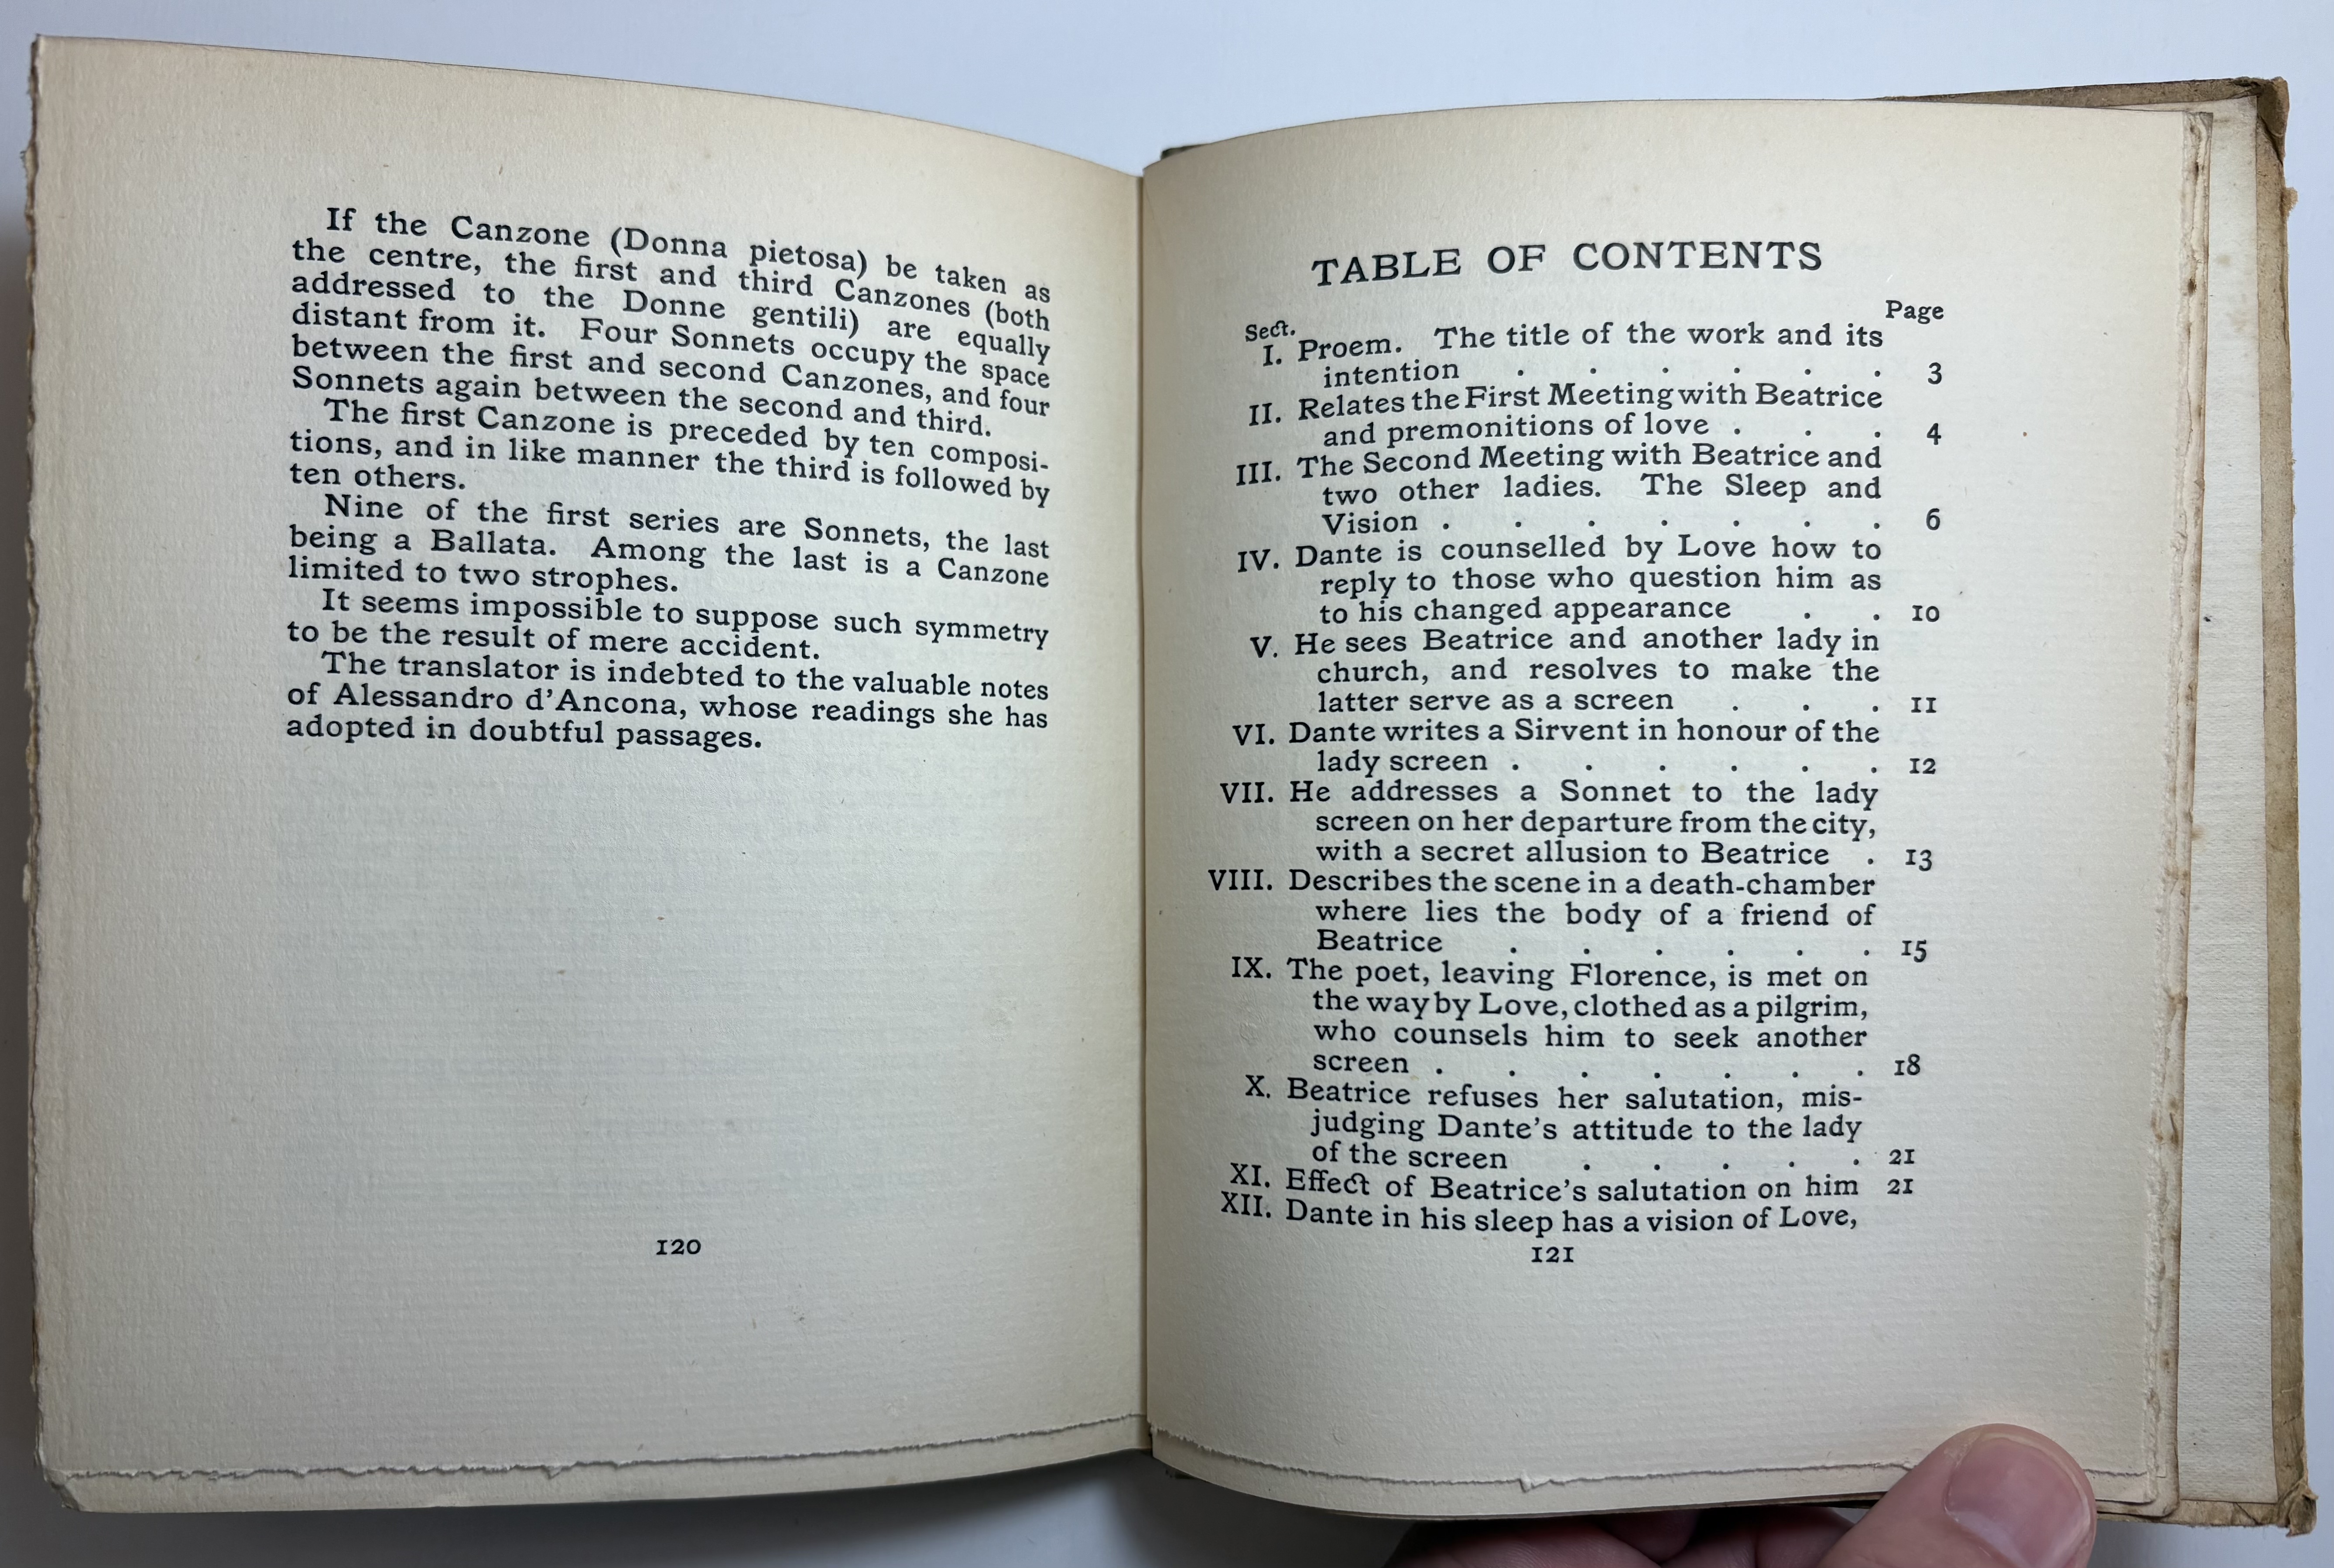 If the Canzone (Donna pietosa) be taken as
the centre, the first and third Canzones (both
addressed to the Donne gentili) are equally
distant from it. Four Sonnets occupy the space
between the first and second Canzones, and four
Sonnets again between the second and third.
The first Canzone is preceded by ten composi-
tions, and in like manner the third is followed by
ten others.
Nine of the first series are Sonnets, the last
being a Ballata. Among the last is a Canzone
limited to two strophes.
It seems impossible to suppose such symmetry
to be the result of mere accident.
The translator is indebted to the valuable notes
of Alessandro d'Ancona, whose readings she has
adopted in doubtful passages.
120
TABLE OF CONTENTS
Sect. Page
I. Proem. The title of the work and its
intention . . . . . . 3
II. Relates the First Meeting with Beatrice
and premonitions of love . . . 4
III. The Second Meeting with Beatrice and
two other ladies. The Sleep and
Vision . . . . . . . 6
IV. Dante is counselled by Love how to
reply to those who question him as
to his changed appearance . . 10
V. He sees Beatrice and another lady in
church, and resolves to make the
latter serve as a screen . . . 11
VI. Dante writes a Sirvent in honour of the
lady screen . . . . . . 12
VII. He addresses a Sonnet to the lady
screen on her departure from the city,
with a secret allusion to Beatrice . 13
VIII. Describes the scene in a death-chamber
where lies the body of a friend of
Beatrice . . . . . . 15
IX. The poet, leaving Florence, is met on
the way by Love, clothed as a pilgrim,
who counsels him to seek another
screen . . . . . . . 18
X. Beatrice refuses her salutation, mis-
judging Dante's attitude to the lady
of the screen . . . . . 21
XI. Effect of Beatrice's salutation on him 21
XII. Dante in his sleep has a vision of Love,
121